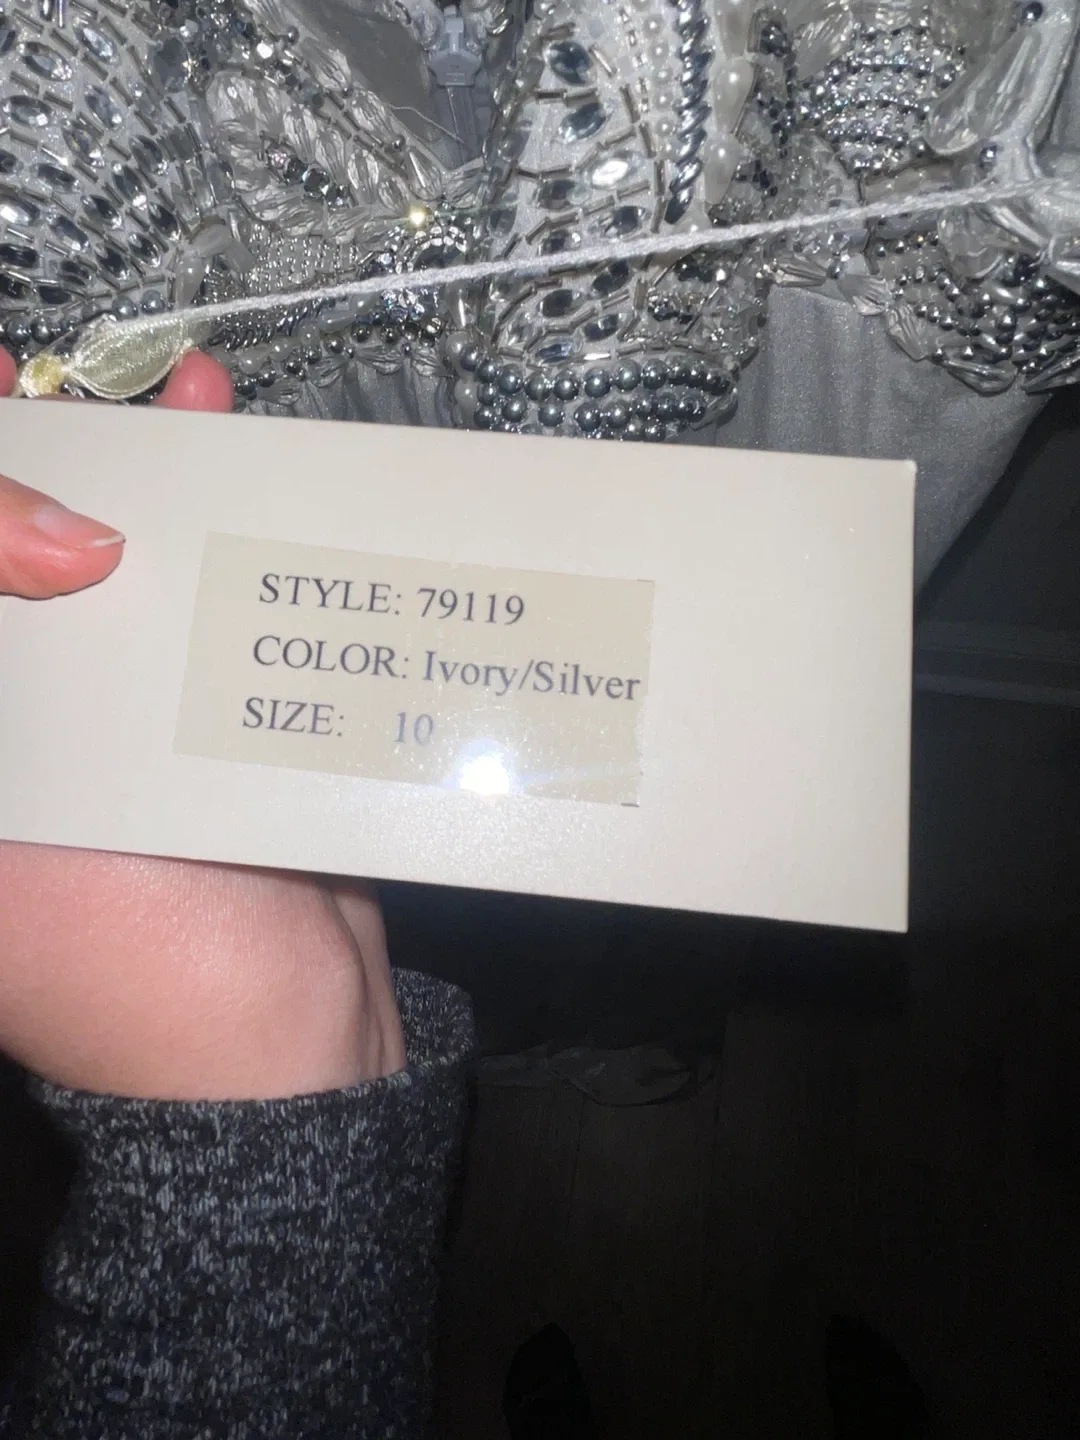 STYLE: 79119
COLOR: Ivory/Silver
SIZE: 10